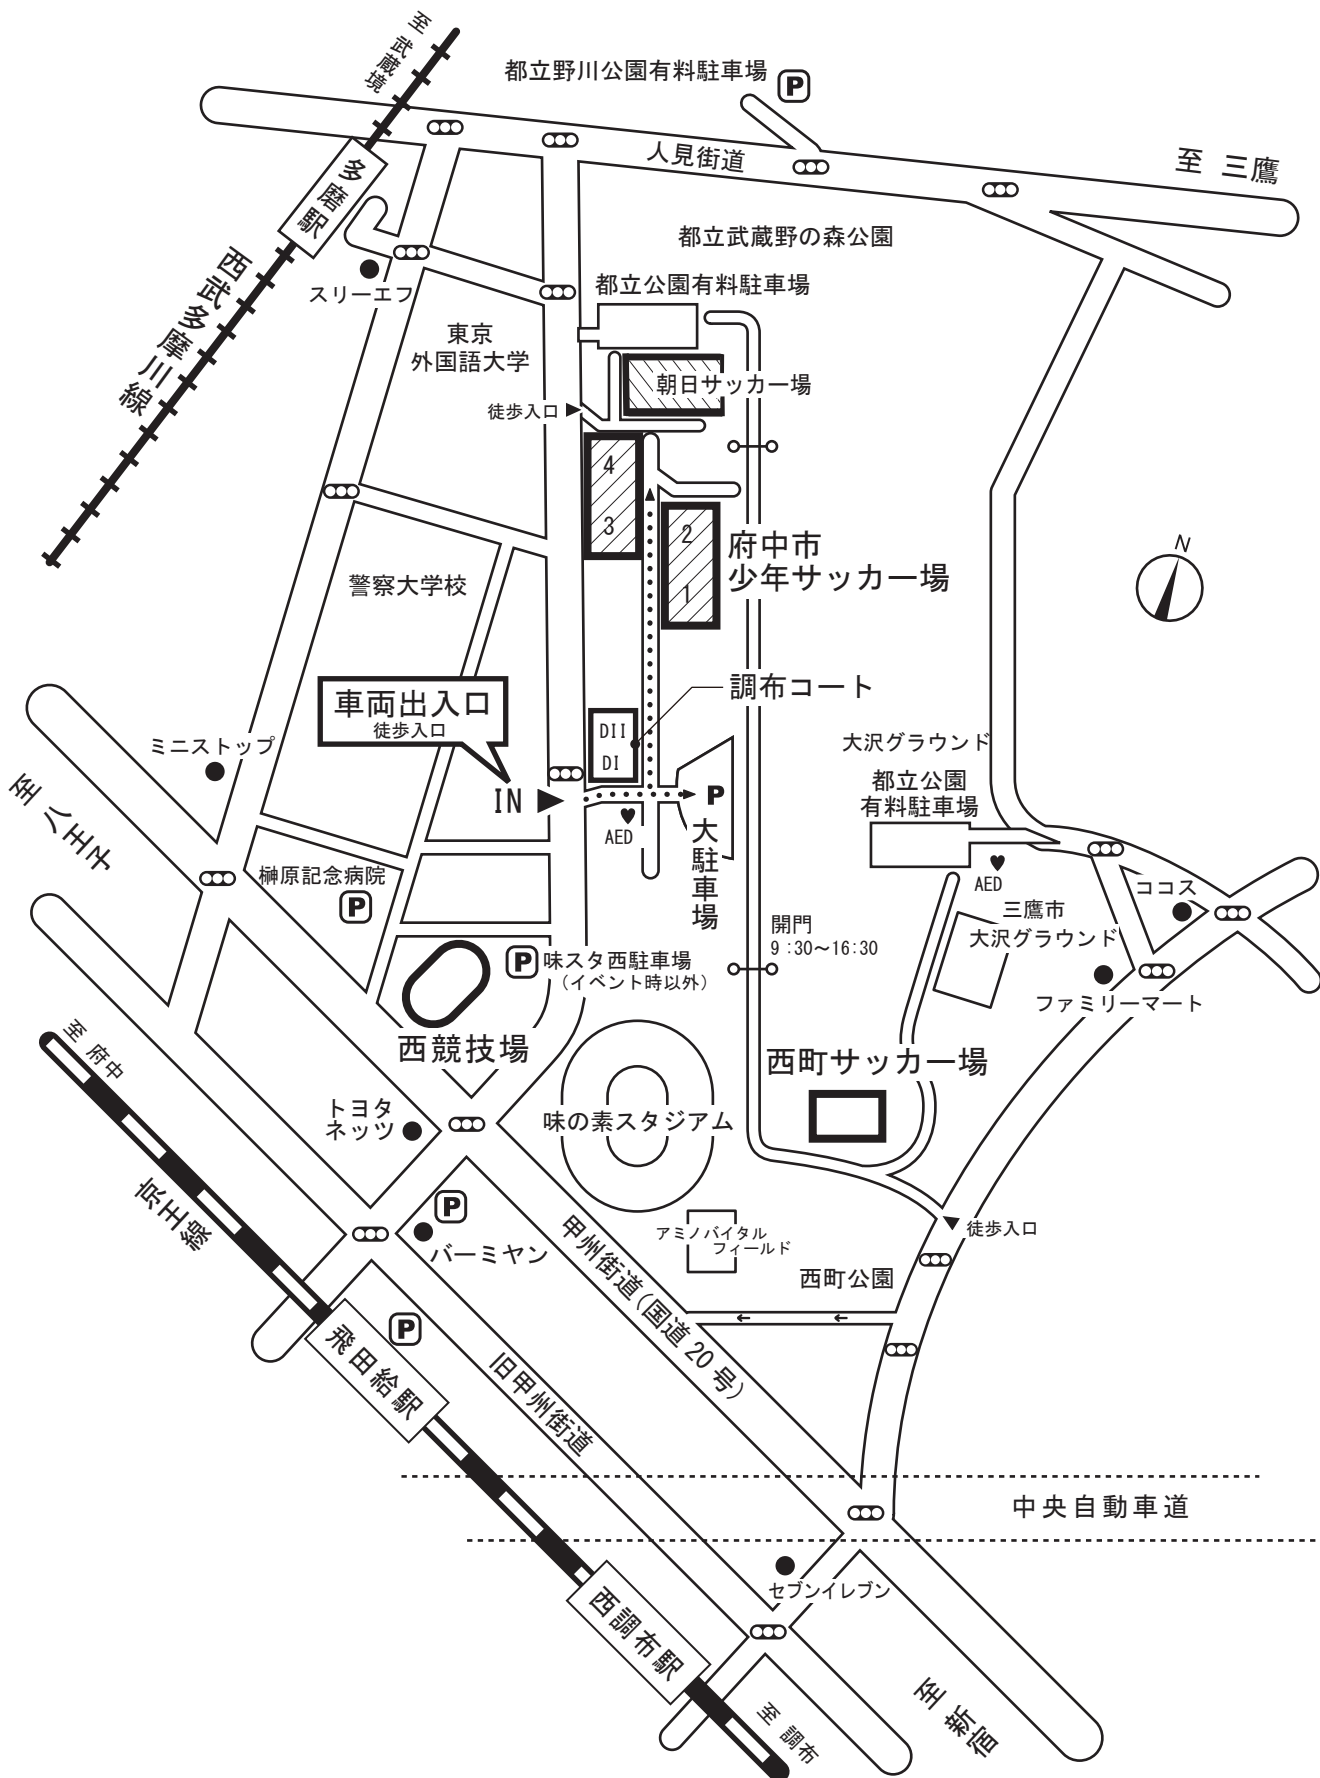 至 武蔵境
都立野川公園有料駐車場
P
人見街道
至 三鷹
多磨駅
都立武蔵野の森公園
西武多摩川線
スリーエフ
都立公園有料駐車場
東京
外国語大学
朝日サッカー場
徒歩入口
4
3
2
1
府中市
少年サッカー場
N
警察大学校
車両出入口
徒歩入口
調布コート
DII
DI
ミニストップ
大沢グラウンド
都立公園
有料駐車場
至 八王子
IN
P
AED
大駐車場
AED
ココス
榊原記念病院
P
三鷹市
大沢グラウンド
開門
9:30〜16:30
P
味スタ西駐車場
(イベント時以外)
ファミリーマート
至 府中
西競技場
西町サッカー場
トヨタ
ネッツ
味の素スタジアム
京王線
P
バーミヤン
甲州街道(国道20号)
アミノバイタル
フィールド
徒歩入口
西町公園
P
飛田給駅
旧甲州街道
中央自動車道
セブンイレブン
西調布駅
至 新宿
至 調布